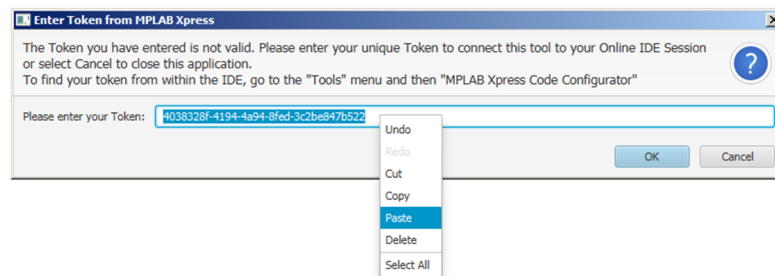 Enter Token from MPLAB Xpress
The Token you have entered is not valid. Please enter your unique Token to connect this tool to your Online IDE Session
or select Cancel to close this application.
To find your token from within the IDE, go to the "Tools" menu and then "MPLAB Xpress Code Configurator"
Please enter your Token: 4038328f-4194-4a94-8fed-3c2be847b522
Undo
Redo
OK Cancel
Cut
Copy
Paste
Delete
Select All